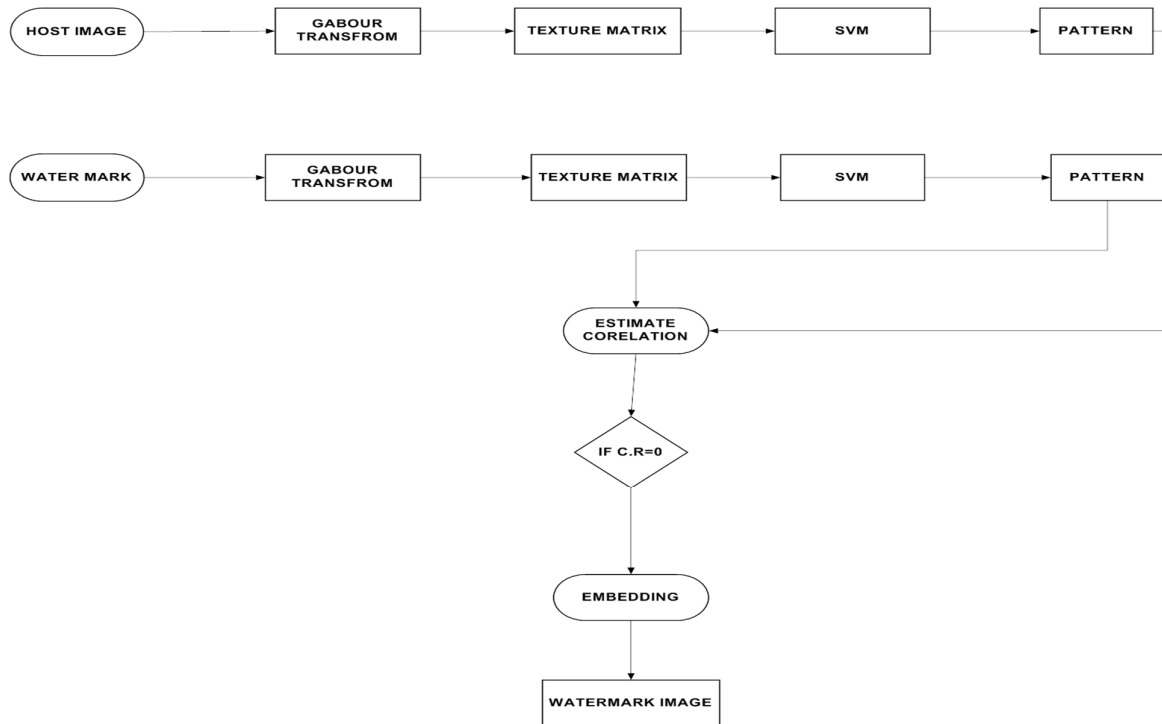 HOST IMAGE
GABOUR
TRANSFROM
TEXTURE MATRIX
SVM
PATTERN
WATER MARK
GABOUR
TRANSFROM
TEXTURE MATRIX
SVM
PATTERN
ESTIMATE
CORELATION
IF C.R=0
EMBEDDING
WATERMARK IMAGE